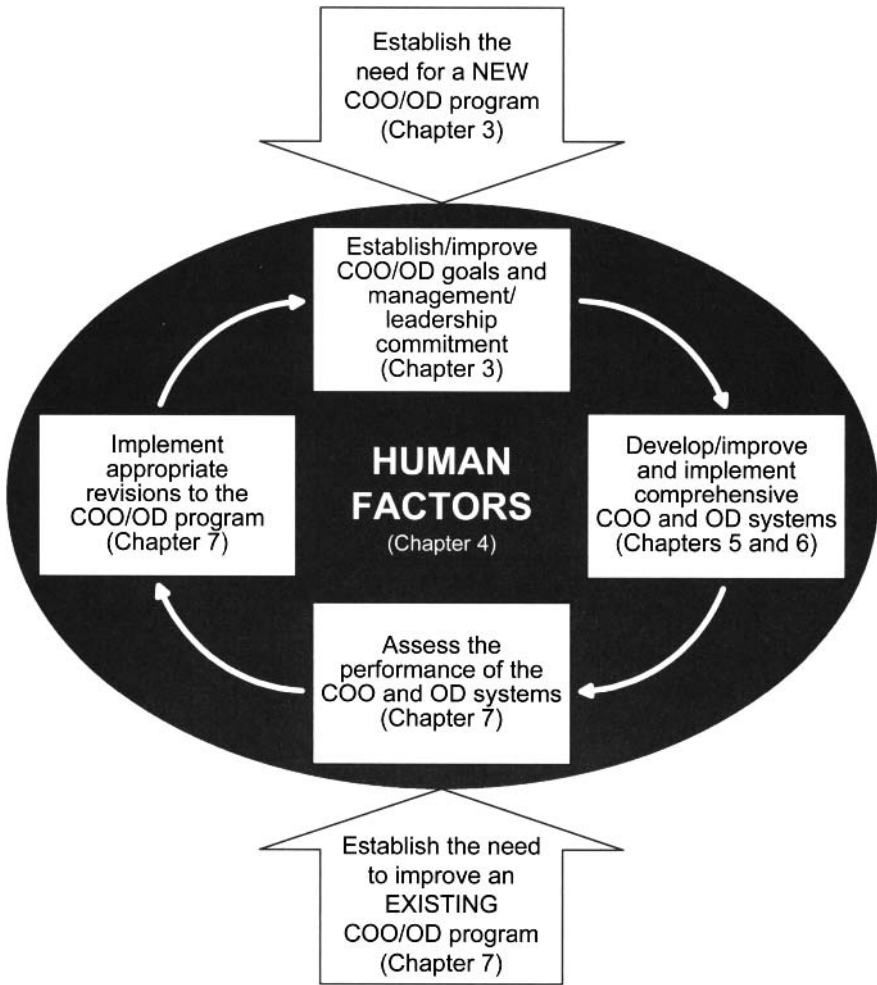 Establish the
need for a NEW
COO/OD program
(Chapter 3)
Establish/improve
COO/OD goals and
management/
leadership
commitment
(Chapter 3)
Implement
appropriate
revisions to the
COO/OD program
(Chapter 7)
HUMAN
FACTORS
(Chapter 4)
Develop/improve
and implement
comprehensive
COO and OD systems
(Chapters 5 and 6)
Assess the
performance of the
COO and OD systems
(Chapter 7)
Establish the need
to improve an
EXISTING
COO/OD program
(Chapter 7)